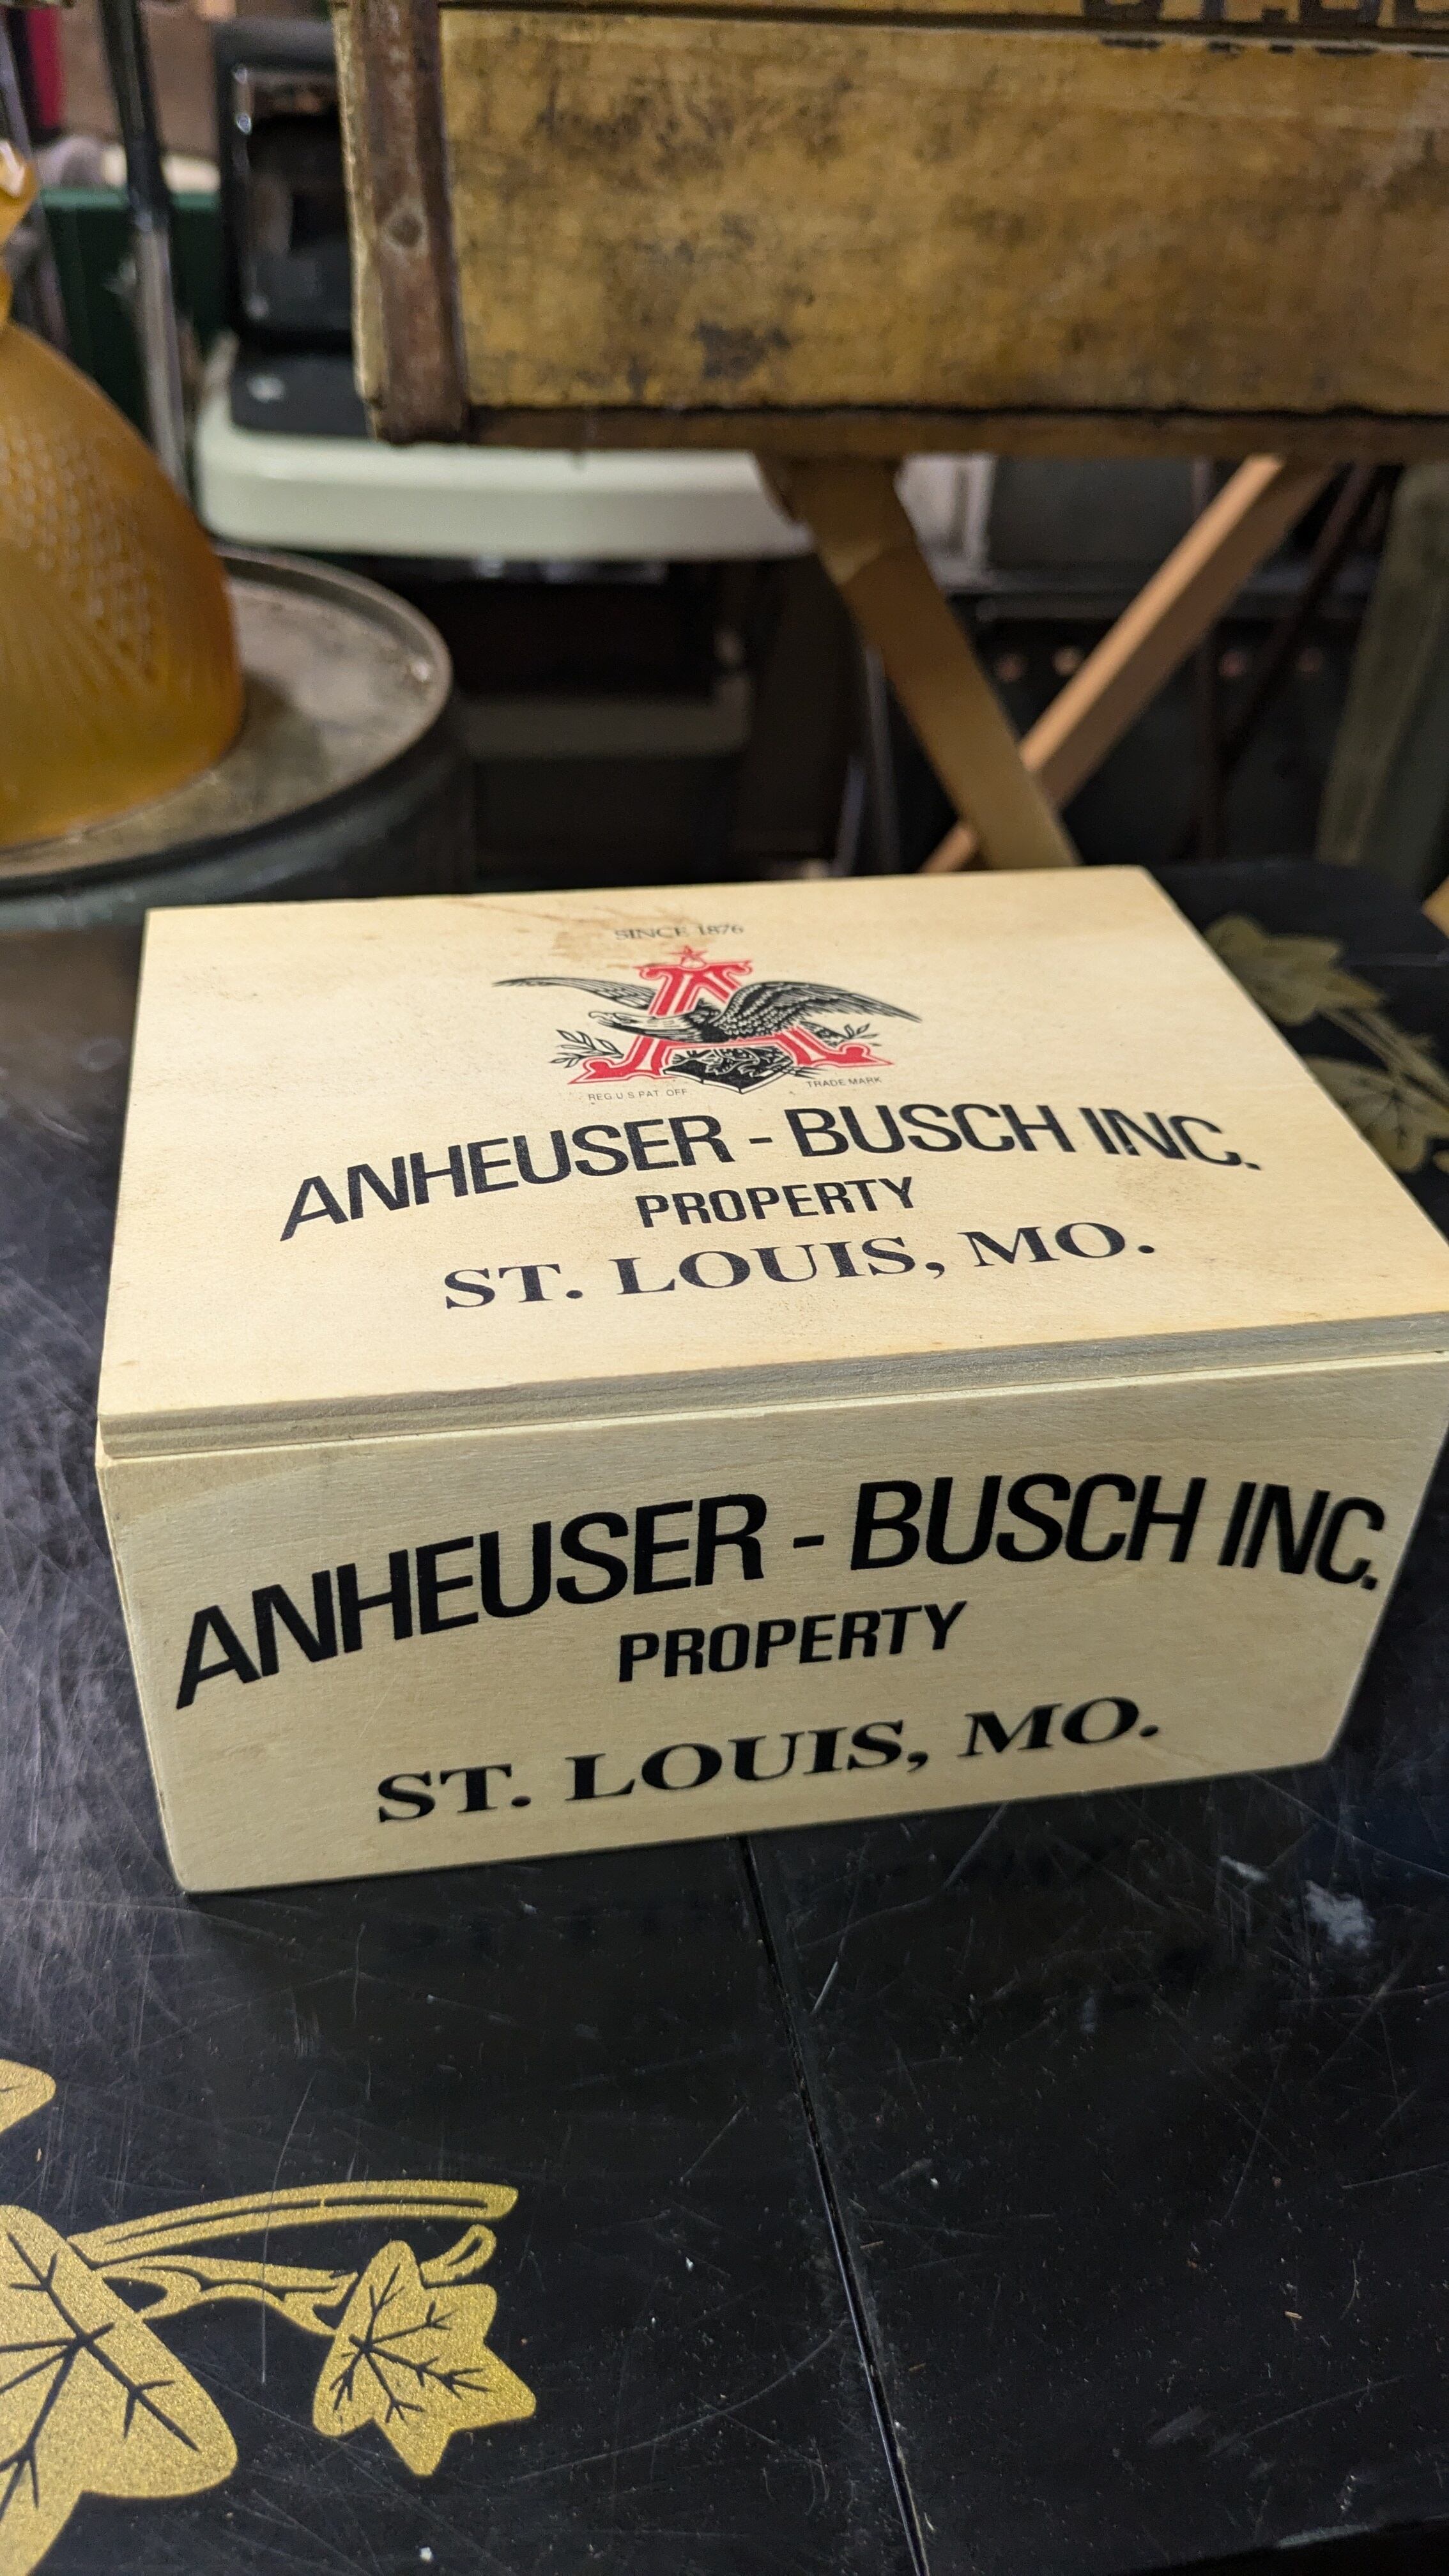 SINCE 1876
REG. U.S. PAT. OFF.
TRADE MARK
ANHEUSER - BUSCH INC.
PROPERTY
ST. LOUIS, MO.
ANHEUSER - BUSCH INC.
PROPERTY
ST. LOUIS, MO.